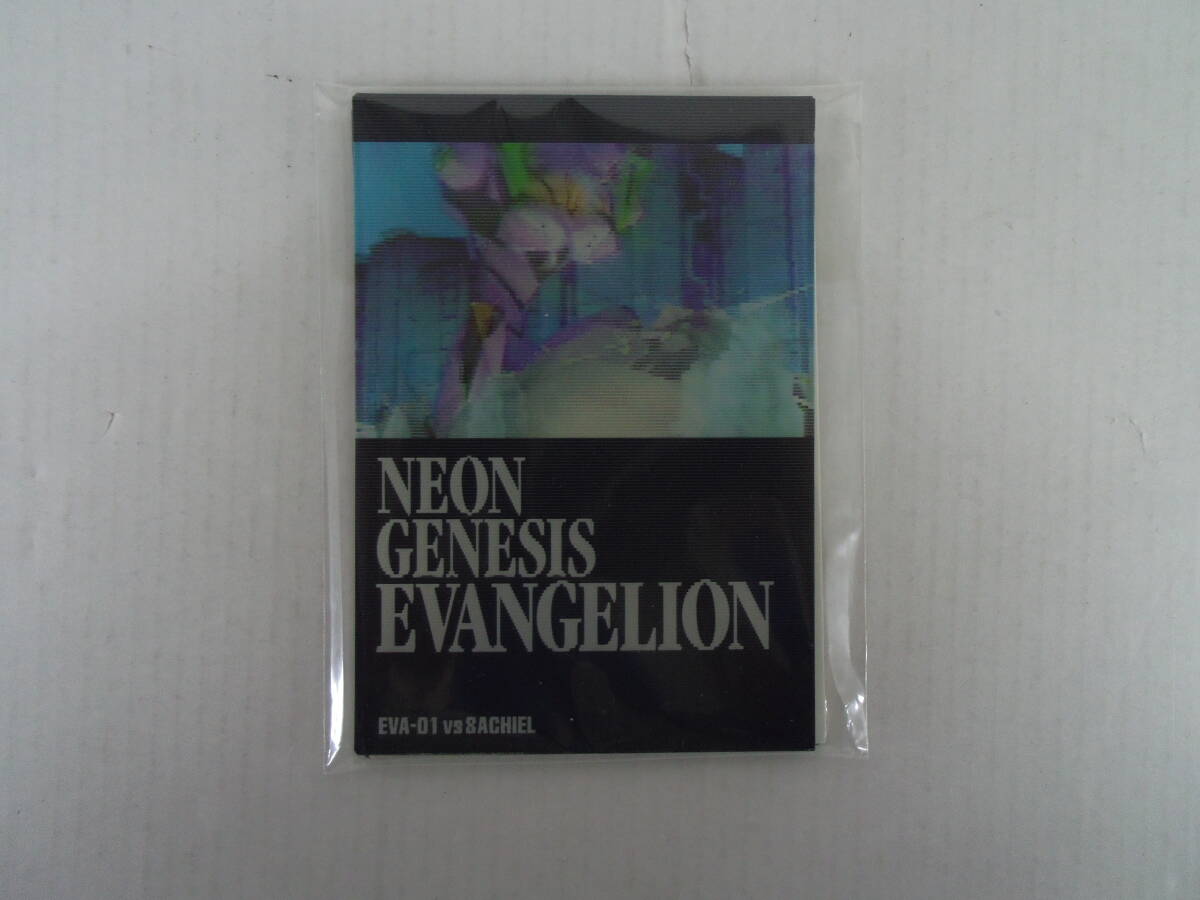 NEON
GENESIS
EVANGELION
EVA-01 vs SACHIEL